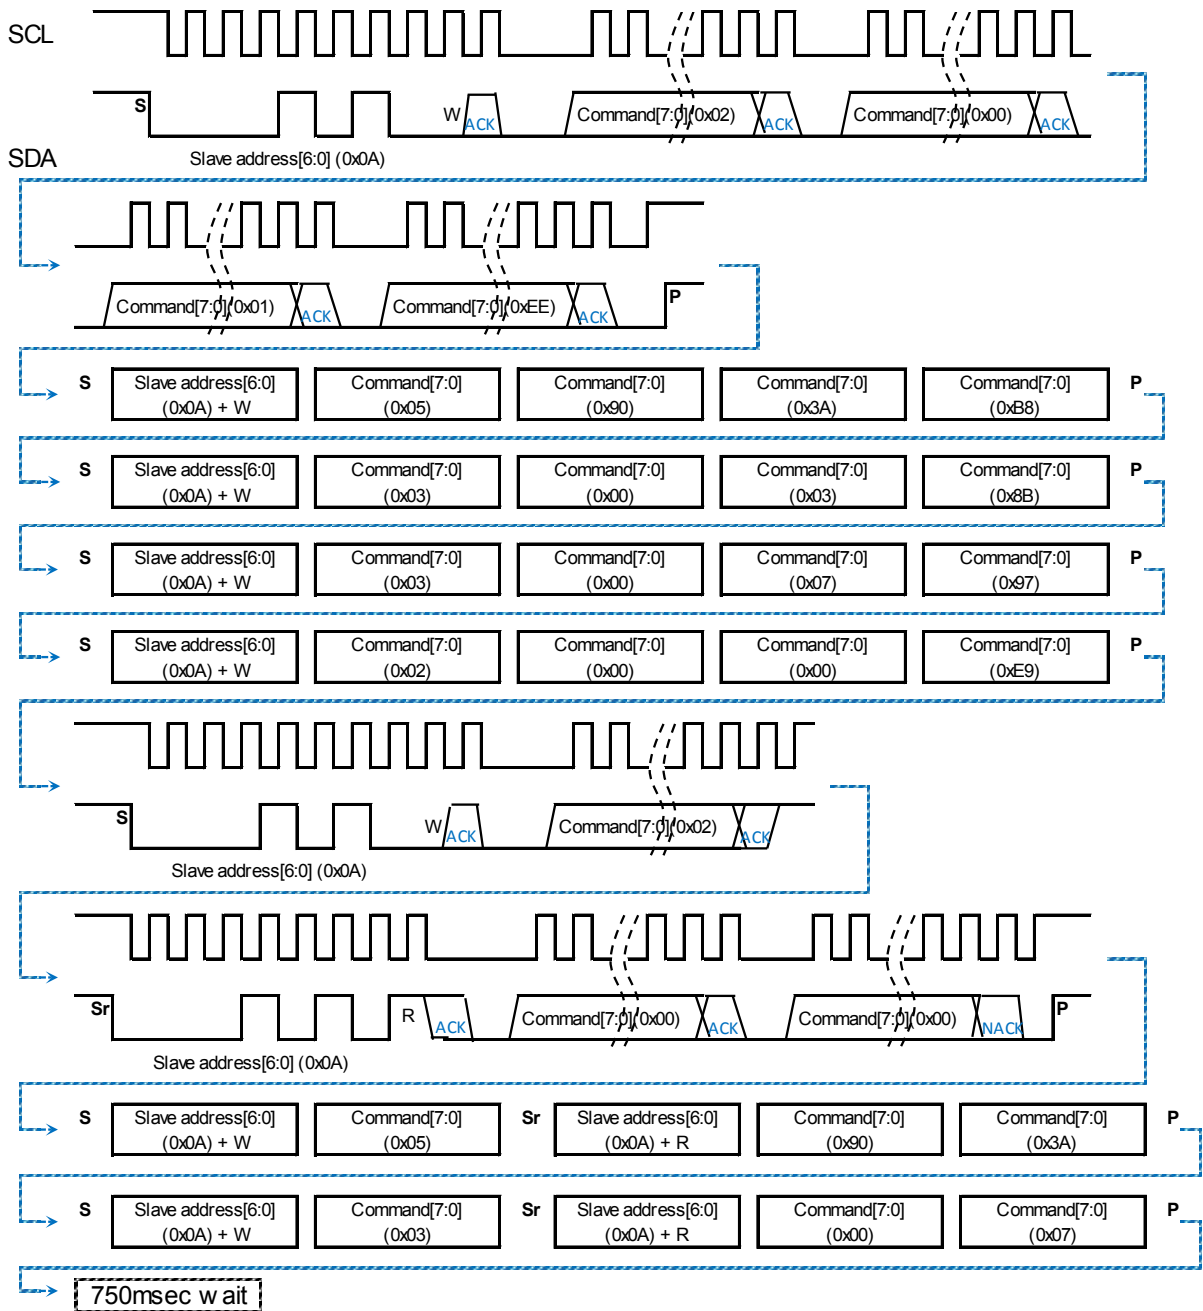 SCL
S
W
ACK
Command[7:0](0x02)
ACK
Command[7:0](0x00)
ACK
SDA
Slave address[6:0] (0x0A)
Command[7:0](0x01)
ACK
Command[7:0](0xEE)
ACK
P
S
Slave address[6:0]
(0x0A) + W
Command[7:0]
(0x05)
Command[7:0]
(0x90)
Command[7:0]
(0x3A)
Command[7:0]
(0xB8)
P
S
Slave address[6:0]
(0x0A) + W
Command[7:0]
(0x03)
Command[7:0]
(0x00)
Command[7:0]
(0x03)
Command[7:0]
(0x8B)
P
S
Slave address[6:0]
(0x0A) + W
Command[7:0]
(0x03)
Command[7:0]
(0x00)
Command[7:0]
(0x07)
Command[7:0]
(0x97)
P
S
Slave address[6:0]
(0x0A) + W
Command[7:0]
(0x02)
Command[7:0]
(0x00)
Command[7:0]
(0x00)
Command[7:0]
(0xE9)
P
S
W
ACK
Command[7:0](0x02)
ACK
Slave address[6:0] (0x0A)
Sr
R
ACK
Command[7:0](0x00)
ACK
Command[7:0](0x00)
NACK
P
Slave address[6:0] (0x0A)
S
Slave address[6:0]
(0x0A) + W
Command[7:0]
(0x05)
Sr
Slave address[6:0]
(0x0A) + R
Command[7:0]
(0x90)
Command[7:0]
(0x3A)
P
S
Slave address[6:0]
(0x0A) + W
Command[7:0]
(0x03)
Sr
Slave address[6:0]
(0x0A) + R
Command[7:0]
(0x00)
Command[7:0]
(0x07)
P
750msec wait